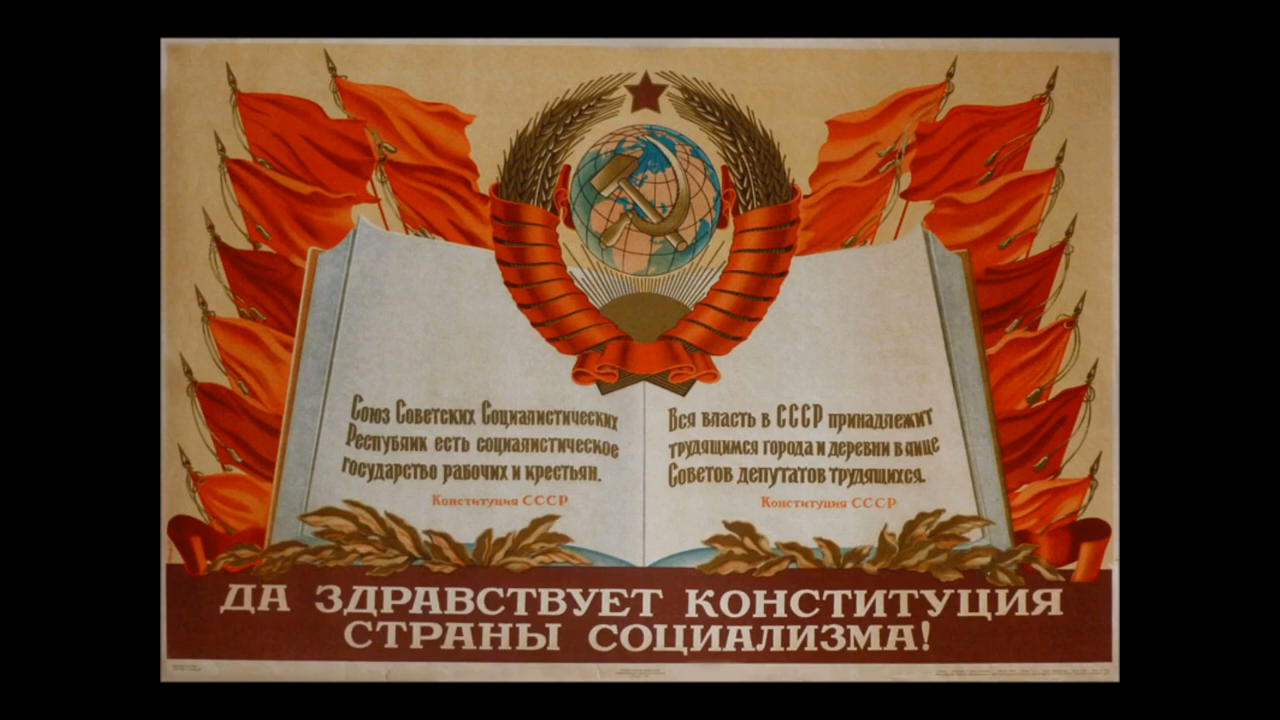 Союз Советских Социалистических
Республик есть социалистическое
государство рабочих и крестьян.
Конституция СССР
Вся власть в СССР принадлежит
трудящимся города и деревни в лице
Советов депутатов трудящихся.
Конституция СССР
ДА ЗДРАВСТВУЕТ КОНСТИТУЦИЯ
СТРАНЫ СОЦИАЛИЗМА!